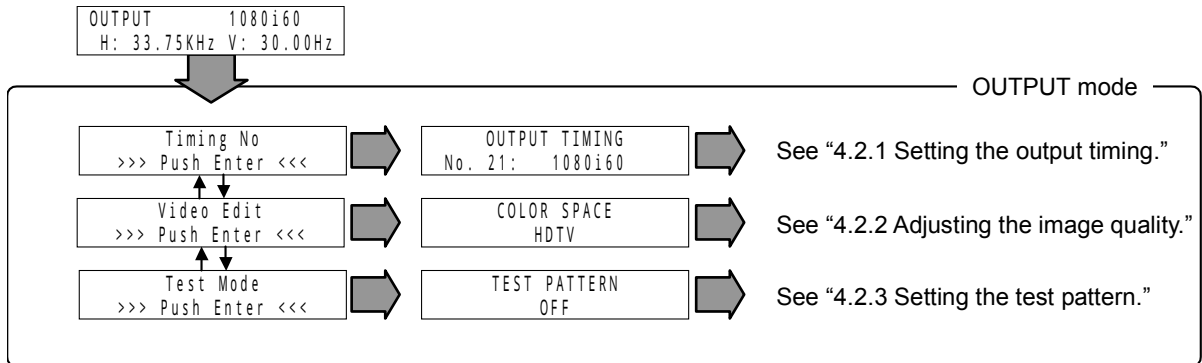 OUTPUT 1080i60
H: 33.75KHz V: 30.00Hz
OUTPUT mode
Timing No
>>> Push Enter <<<
OUTPUT TIMING
No. 21: 1080i60
See “4.2.1 Setting the output timing.”
Video Edit
>>> Push Enter <<<
COLOR SPACE
HDTV
See “4.2.2 Adjusting the image quality.”
Test Mode
>>> Push Enter <<<
TEST PATTERN
OFF
See “4.2.3 Setting the test pattern.”